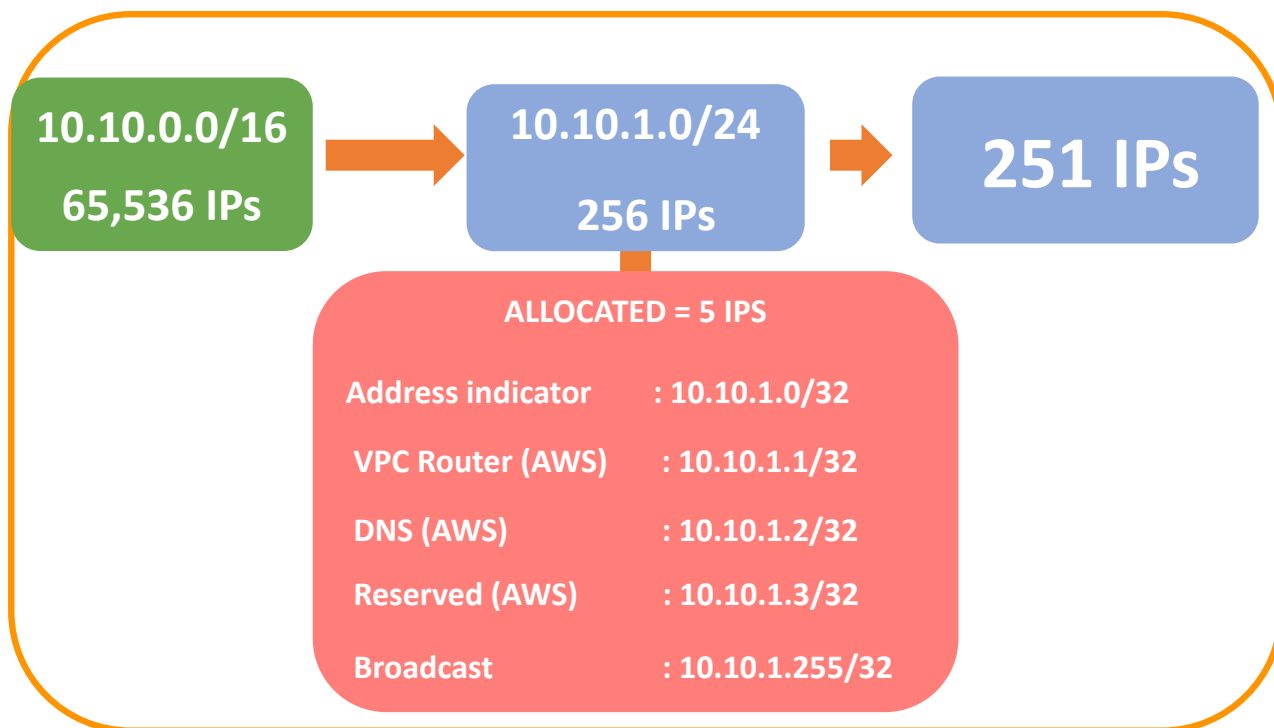 10.10.0.0/16
65,536 IPs
10.10.1.0/24
256 IPs
251 IPs
ALLOCATED = 5 IPS
Address indicator : 10.10.1.0/32
VPC Router (AWS) : 10.10.1.1/32
DNS (AWS) : 10.10.1.2/32
Reserved (AWS) : 10.10.1.3/32
Broadcast : 10.10.1.255/32